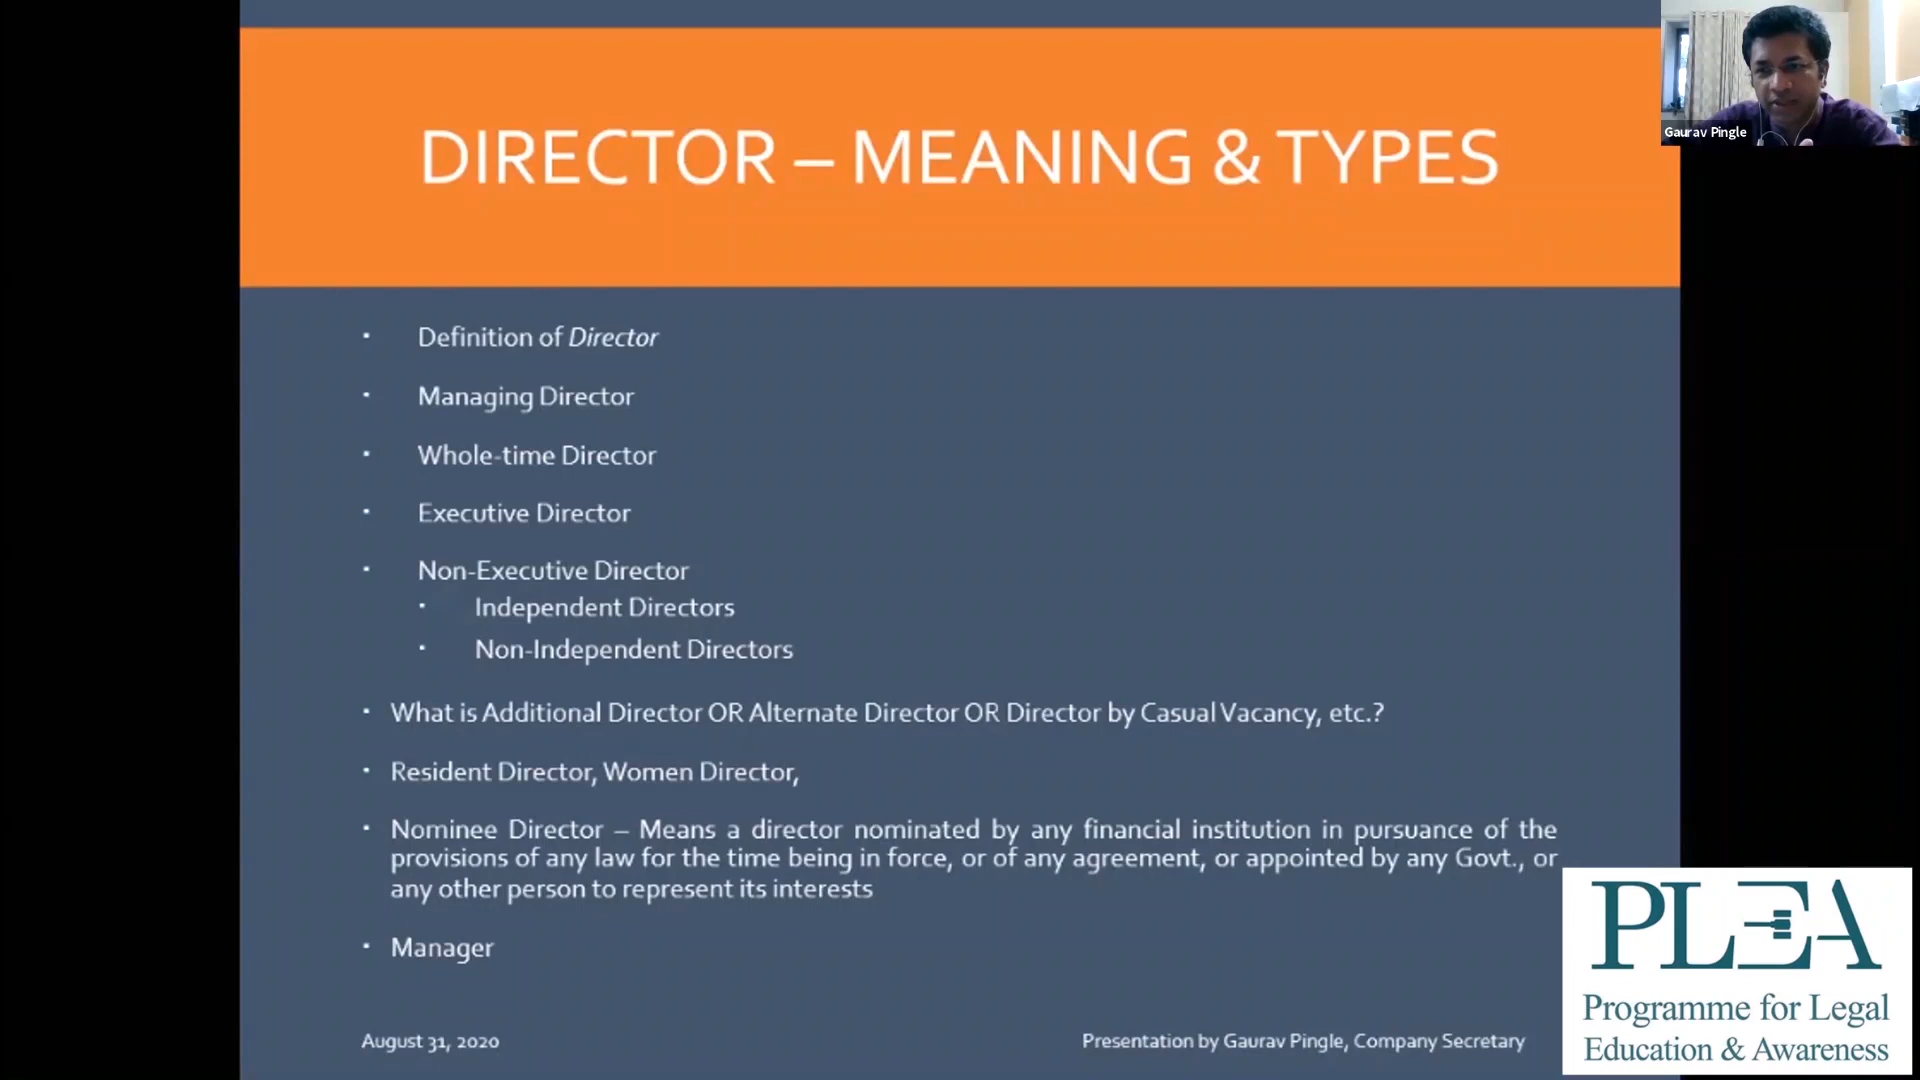 DIRECTOR – MEANING & TYPES
Gaurav Pingle
Definition of Director
Managing Director
Whole-time Director
Executive Director
Non-Executive Director
Independent Directors
Non-Independent Directors
What is Additional Director OR Alternate Director OR Director by Casual Vacancy, etc.?
Resident Director, Women Director,
Nominee Director – Means a director nominated by any financial institution in pursuance of the
provisions of any law for the time being in force, or of any agreement, or appointed by any Govt., or
any other person to represent its interests
Manager
August 31, 2020
Presentation by Gaurav Pingle, Company Secretary
PLEA
Programme for Legal
Education & Awareness